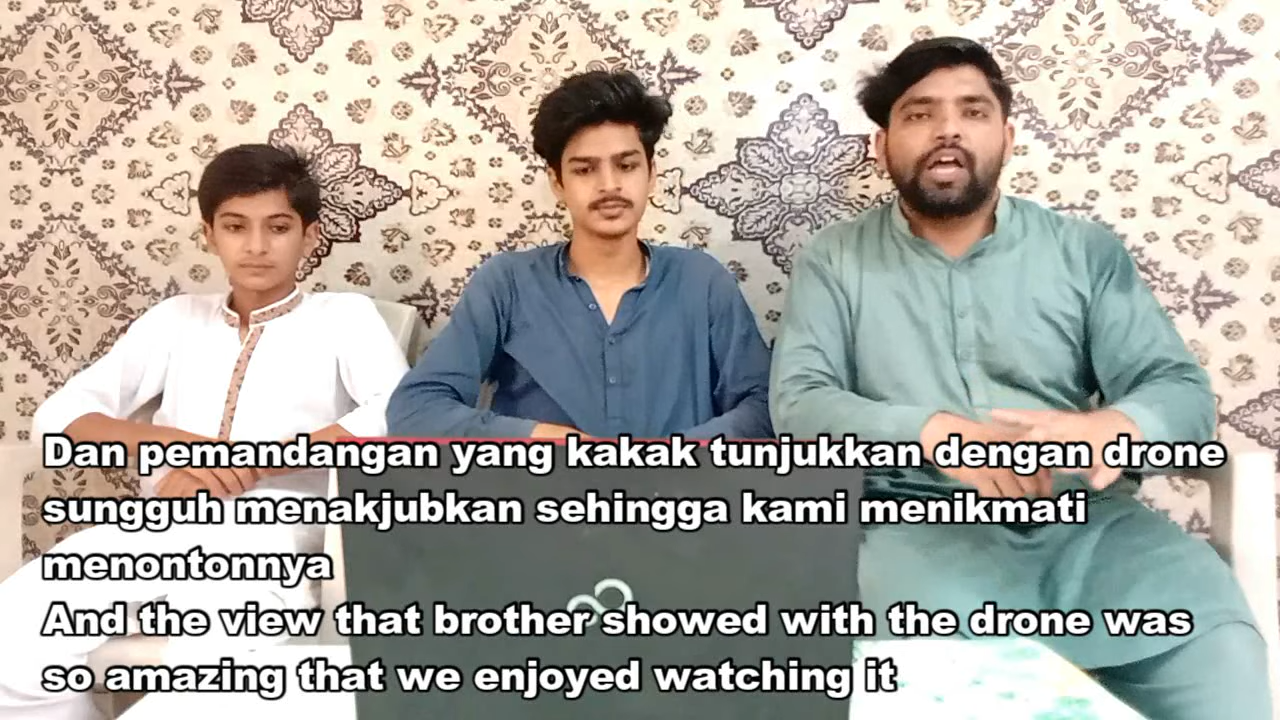 Dan pemandangan yang kakak tunjukkan dengan drone
sungguh menakjubkan sehingga kami menikmati
menontonnya
And the view that brother showed with the drone was
so amazing that we enjoyed watching it